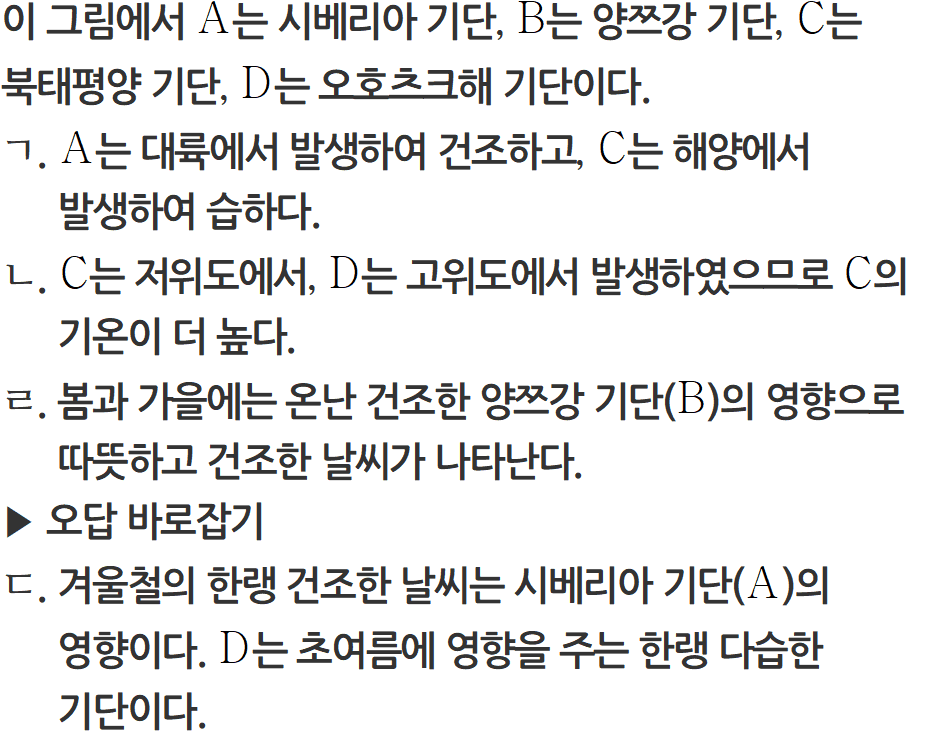 이 그림에서 A는 시베리아 기단, B는 양쯔강 기단, C는
북태평양 기단, D는 오호츠크해 기단이다.
ㄱ. A는 대륙에서 발생하여 건조하고, C는 해양에서
발생하여 습하다.
ㄴ. C는 저위도에서, D는 고위도에서 발생하였으므로 C의
기온이 더 높다.
ㄹ. 봄과 가을에는 온난 건조한 양쯔강 기단(B)의 영향으로
따뜻하고 건조한 날씨가 나타난다.
▶ 오답 바로잡기
ㄷ. 겨울철의 한랭 건조한 날씨는 시베리아 기단(A)의
영향이다. D는 초여름에 영향을 주는 한랭 다습한
기단이다.